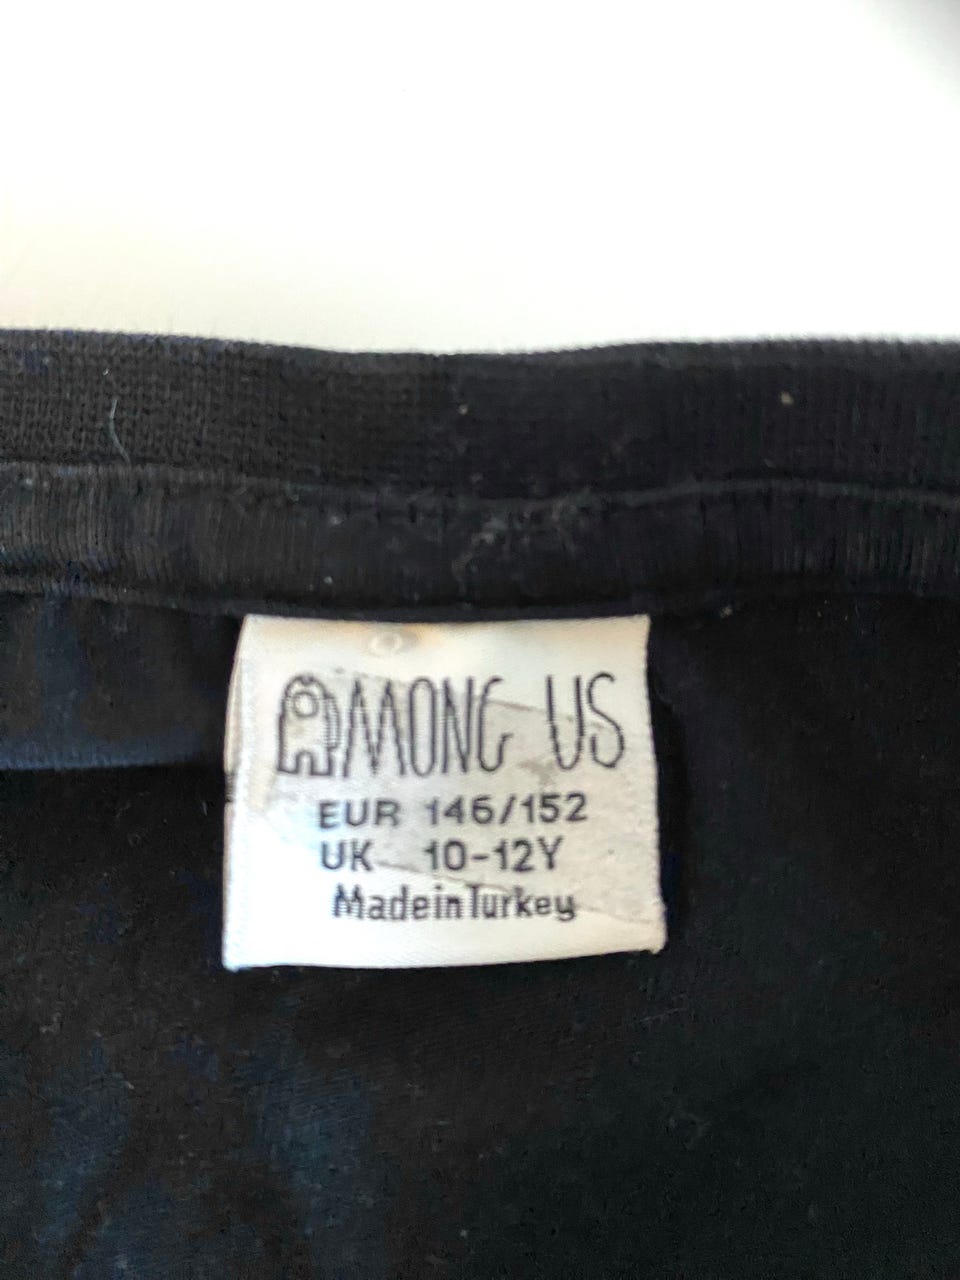 AMONG US
EUR 146/152
UK 10-12Y
Made in Turkey